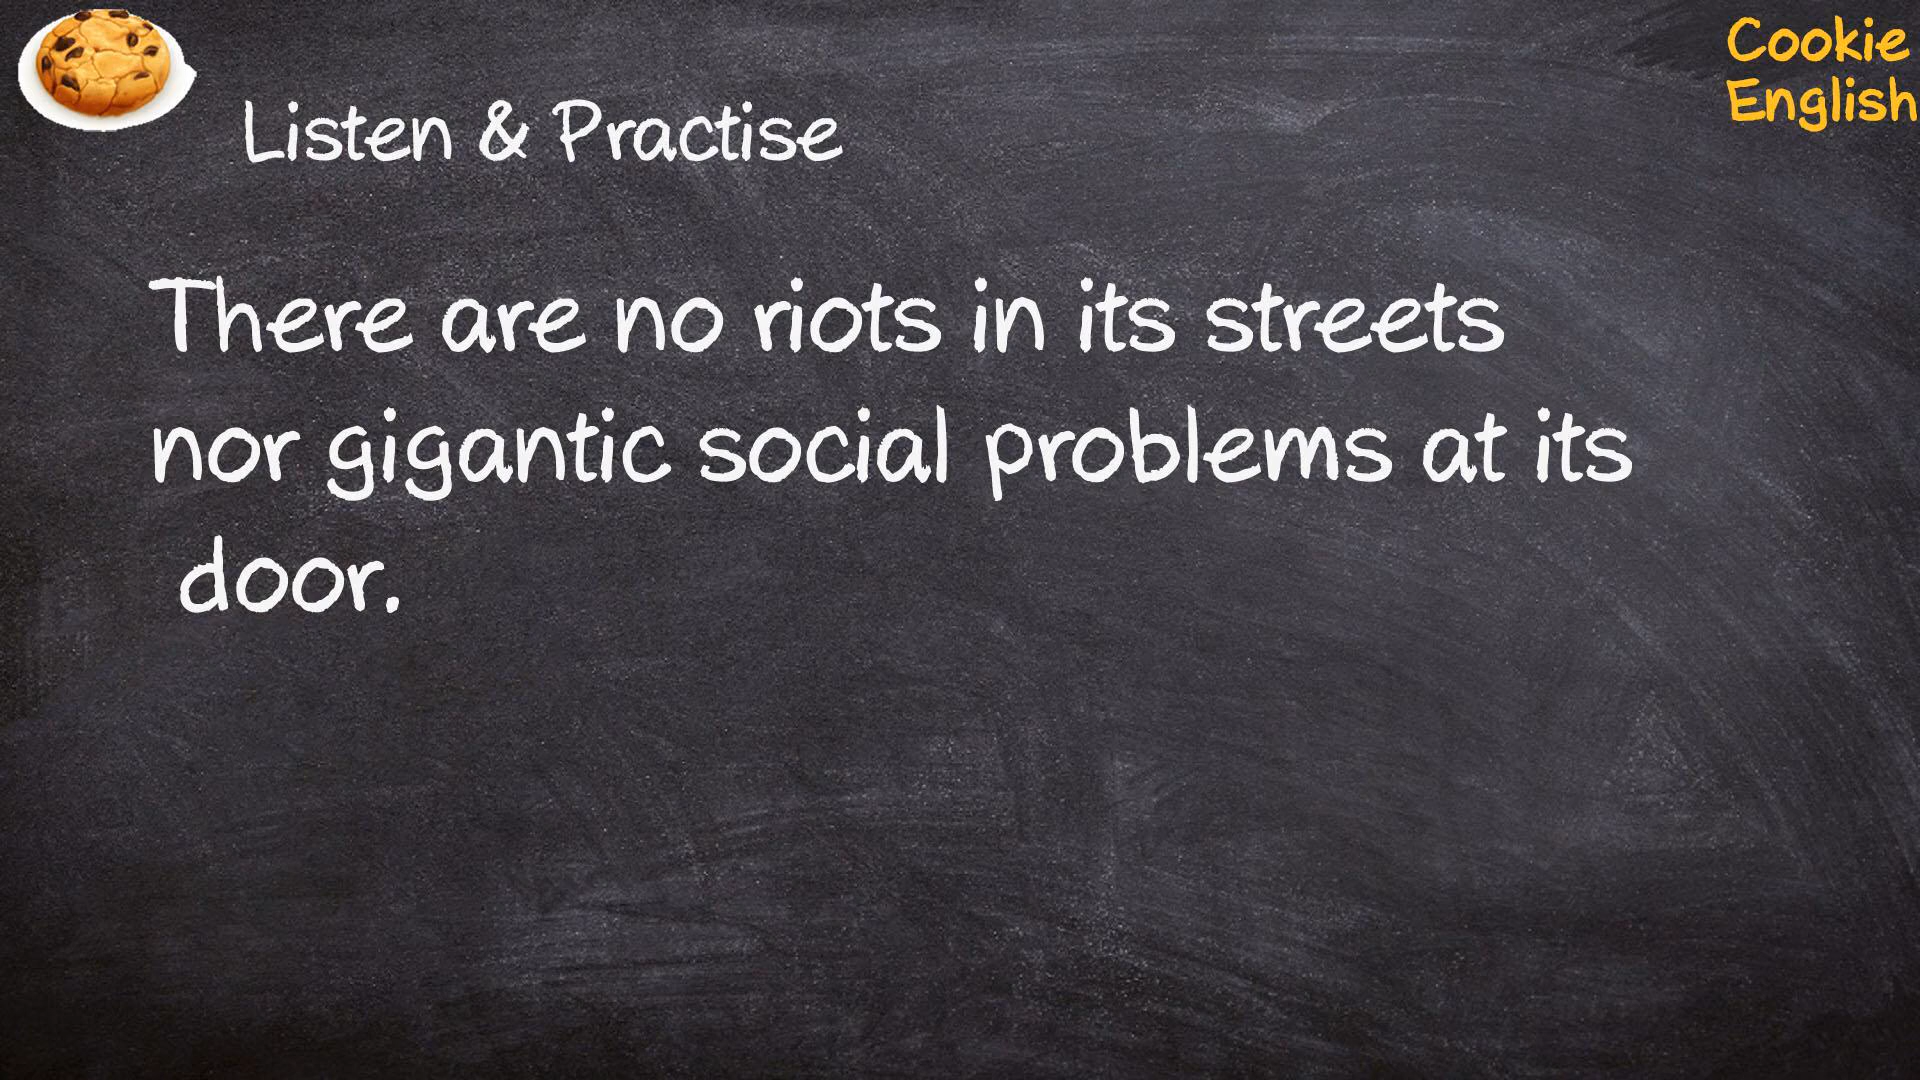 Cookie
English
Listen & Practise
There are no riots in its streets
nor gigantic social problems at its
door.